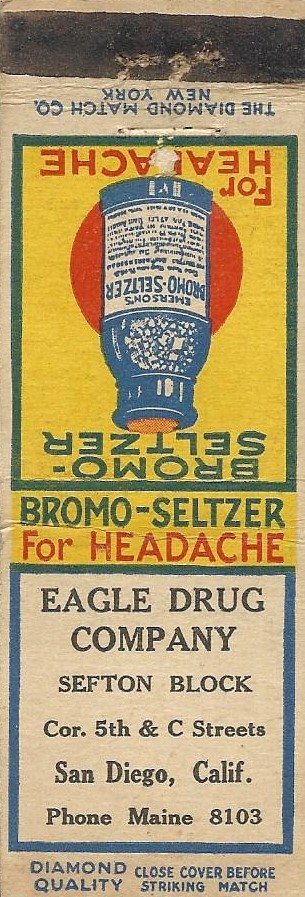 THE DIAMOND MATCH CO.
NEW YORK
BROMO-
SELTZER
EMERSON'S
BROMO-SELTZER
For
HEADACHE
BROMO-SELTZER
For HEADACHE
EAGLE DRUG
COMPANY
SEFTON BLOCK
Cor. 5th & C Streets
San Diego, Calif.
Phone Maine 8103
DIAMOND QUALITY
CLOSE COVER BEFORE
STRIKING MATCH